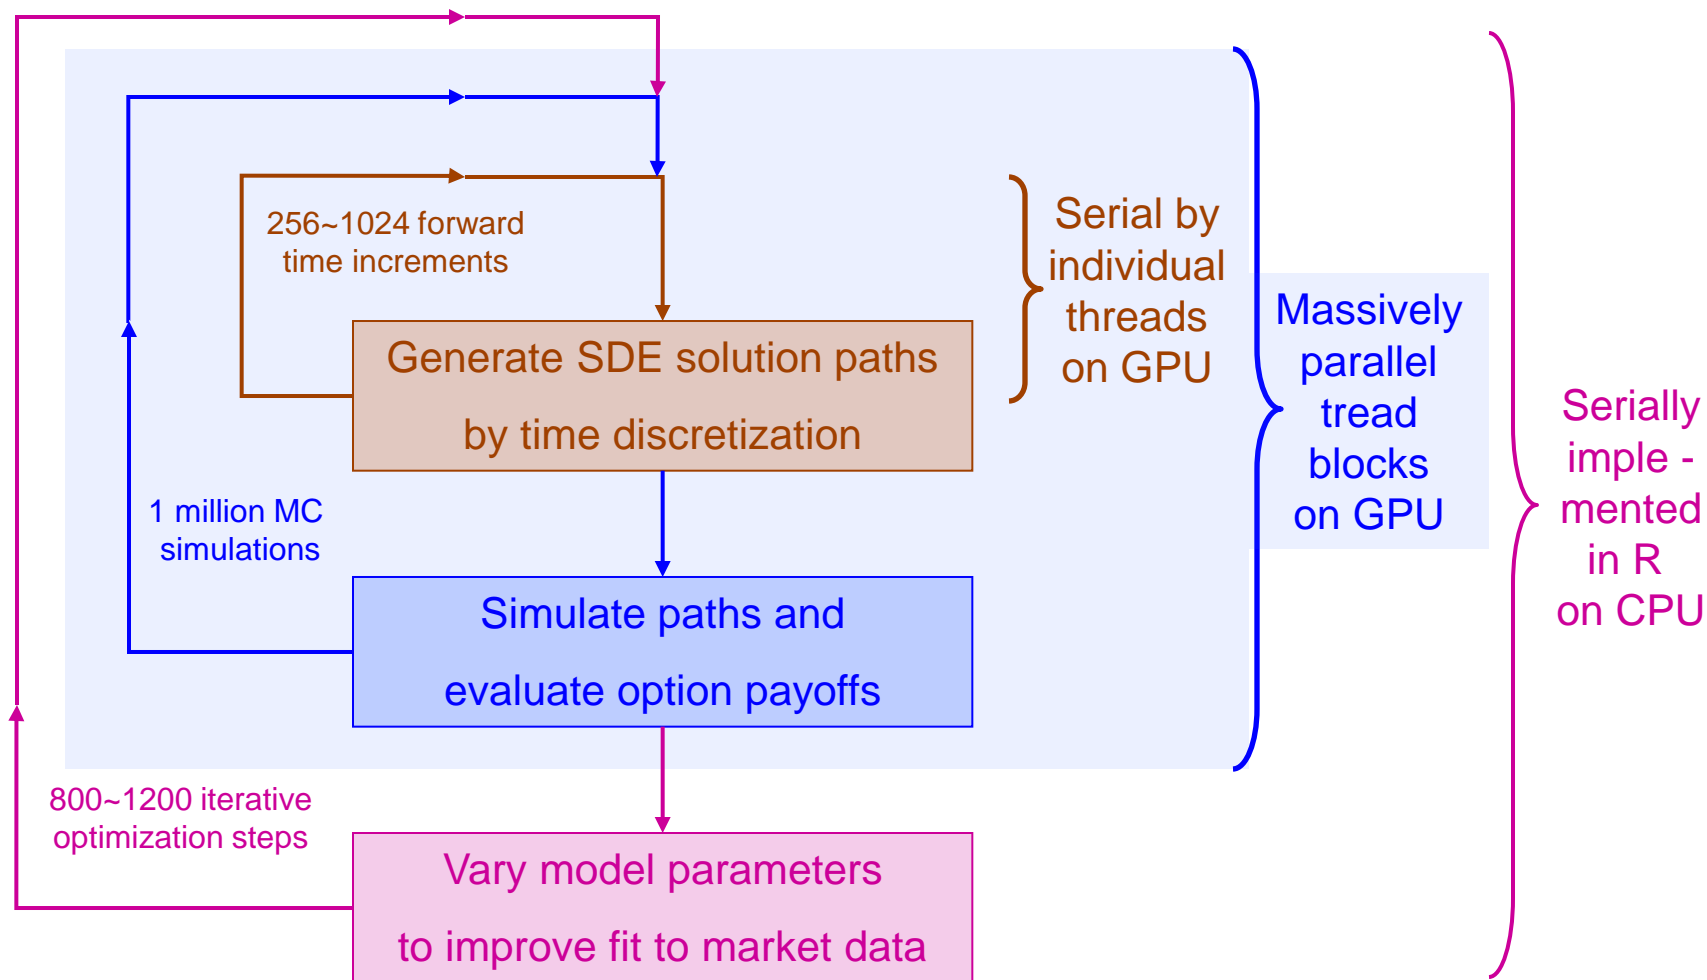 256~1024 forward
time increments
Serial by
individual
threads
on GPU
Generate SDE solution paths
by time discretization
Massively
parallel
tread
blocks
on GPU
Serially
imple -
mented
in R
on CPU
1 million MC
simulations
Simulate paths and
evaluate option payoffs
800~1200 iterative
optimization steps
Vary model parameters
to improve fit to market data